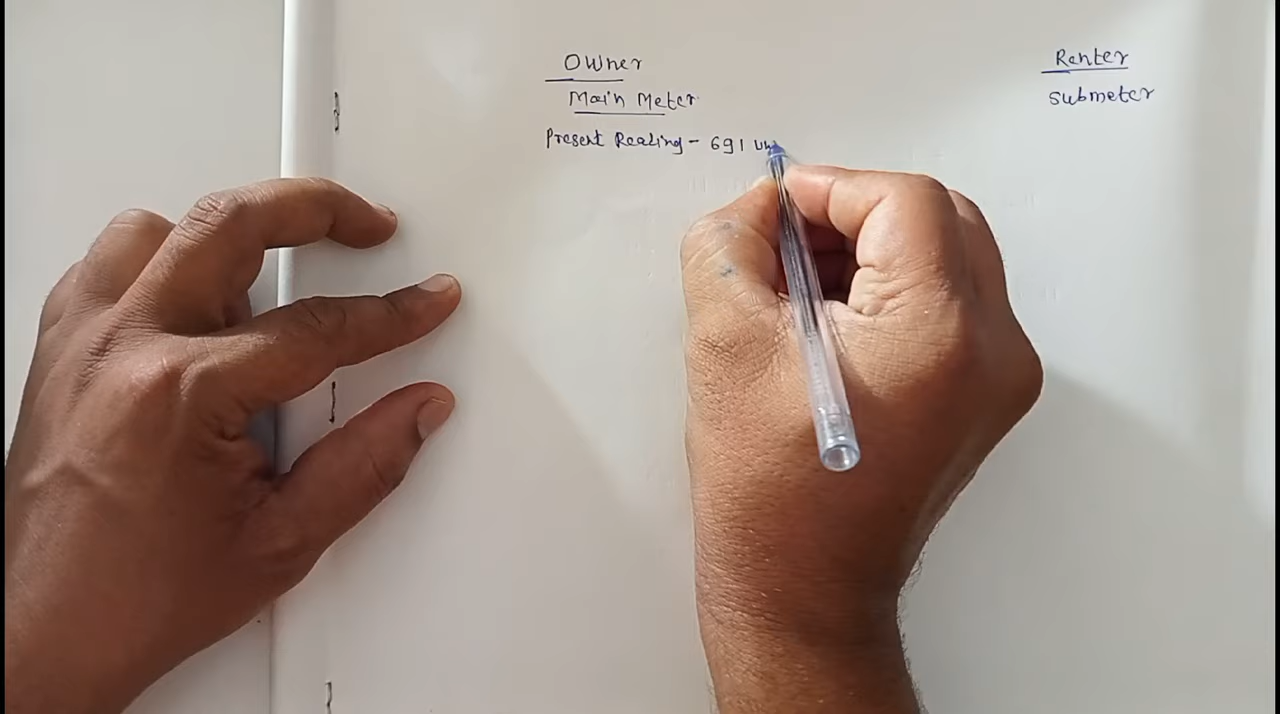 Owner
Renter
Main Meter
Submeter
Present Reading - 691